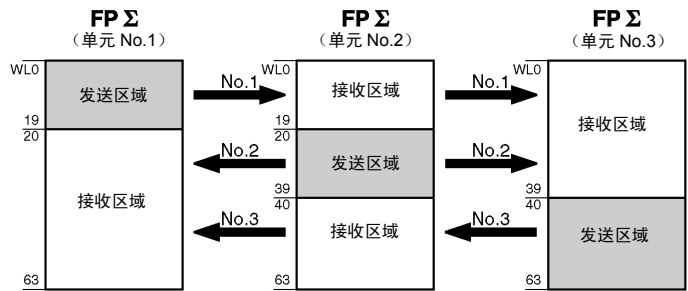 FP Σ FP Σ FP Σ
（单元 No.1） （单元 No.2） （单元 No.3）
WL0 发送区域 19
20 接收区域 63
No.1 No.1
No.2 No.2
No.3 No.3
WL0 接收区域 19
20 发送区域 39
40 接收区域 63
WL0 接收区域 39
40 发送区域 63